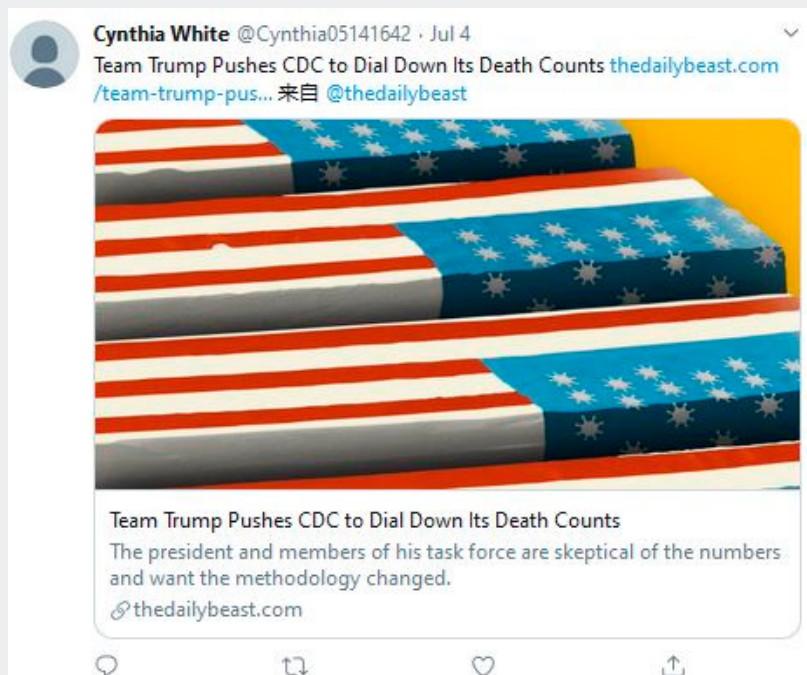 Cynthia White @Cynthia05141642 · Jul 4
Team Trump Pushes CDC to Dial Down Its Death Counts thedailybeast.com
/team-trump-pus... 来自 @thedailybeast
Team Trump Pushes CDC to Dial Down Its Death Counts
The president and members of his task force are skeptical of the numbers
and want the methodology changed.
thedailybeast.com